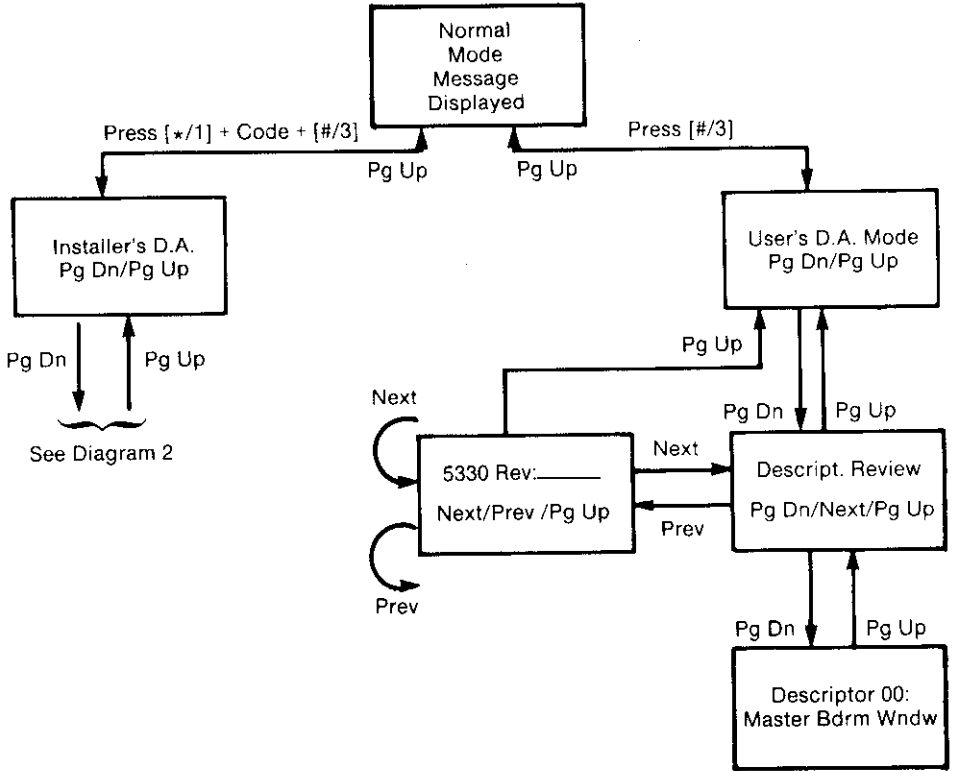 Normal
Mode
Message
Displayed
Press [*/1] + Code + [#/3]
Press [#/3]
Pg Up
Pg Up
Installer's D.A.
Pg Dn/Pg Up
User's D.A. Mode
Pg Dn/Pg Up
Pg Dn
Pg Up
See Diagram 2
Pg Up
Pg Dn
Pg Up
Next
5330 Rev:______
Next/Prev /Pg Up
Prev
Next
Prev
Descript. Review
Pg Dn/Next/Pg Up
Pg Dn
Pg Up
Descriptor 00:
Master Bdrm Wndw